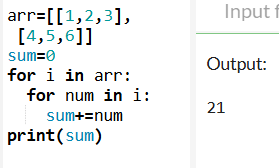 arr=[[1,2,3],
[4,5,6]]
sum=0
for i in arr:
  for num in i:
    sum+=num
print(sum)
Input f
Output:
21